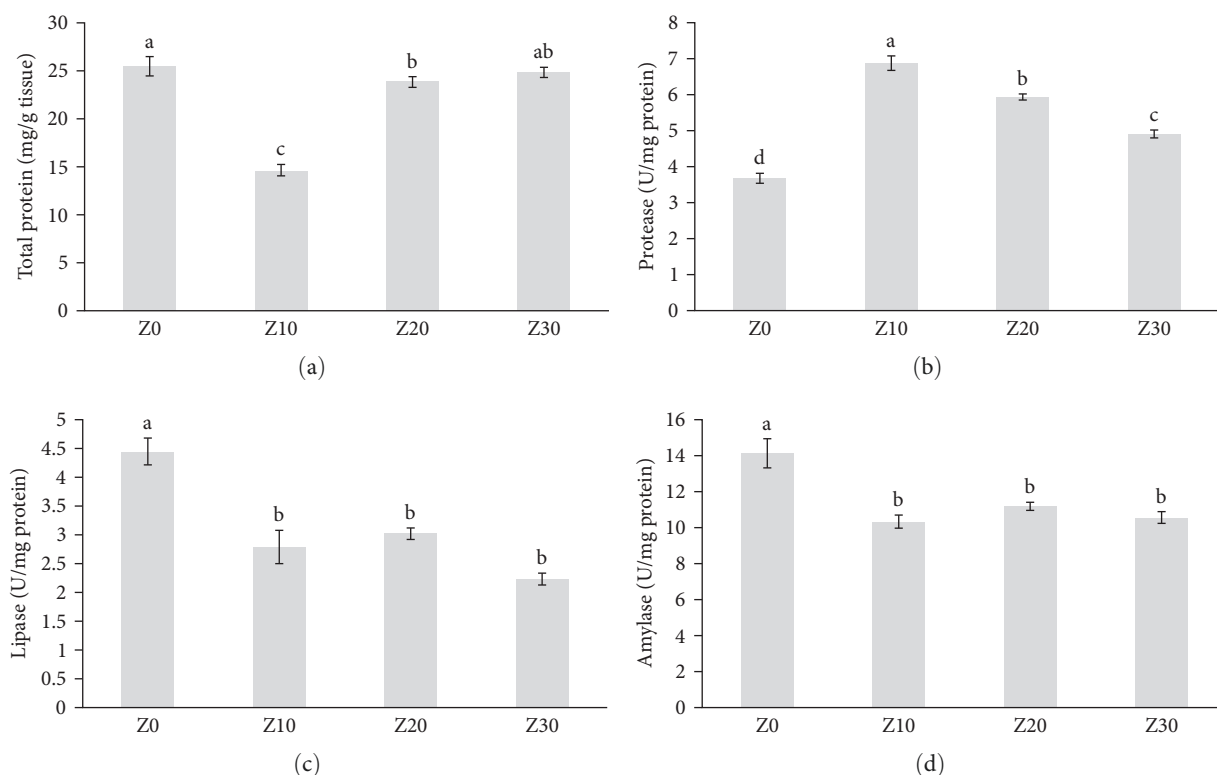 Total protein (mg/g tissue)
30
25
20
15
10
5
0
a
c
b
ab
Z0 Z10 Z20 Z30
(a)
Protease (U/mg protein)
8
7
6
5
4
3
2
1
0
d
a
b
c
Z0 Z10 Z20 Z30
(b)
Lipase (U/mg protein)
5
4.5
4
3.5
3
2.5
2
1.5
1
0.5
0
a
b
b
b
Z0 Z10 Z20 Z30
(c)
Amylase (U/mg protein)
16
14
12
10
8
6
4
2
0
a
b
b
b
Z0 Z10 Z20 Z30
(d)